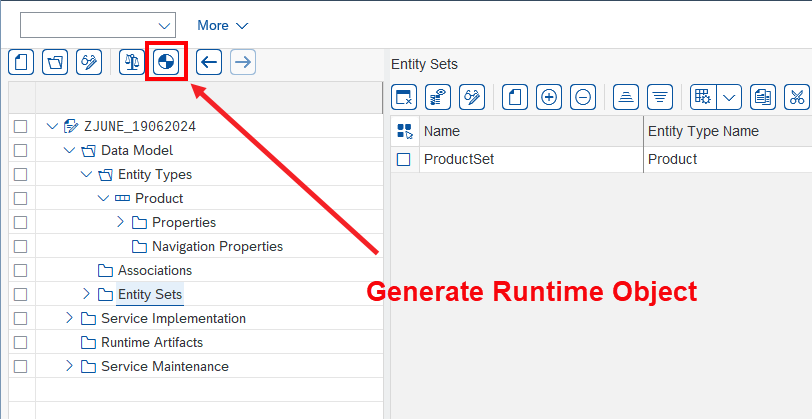 More
Entity Sets
Name
Entity Type Name
ProductSet
Product
ZJUNE_19062024
Data Model
Entity Types
Product
Properties
Navigation Properties
Associations
Entity Sets
Service Implementation
Runtime Artifacts
Service Maintenance
Generate Runtime Object